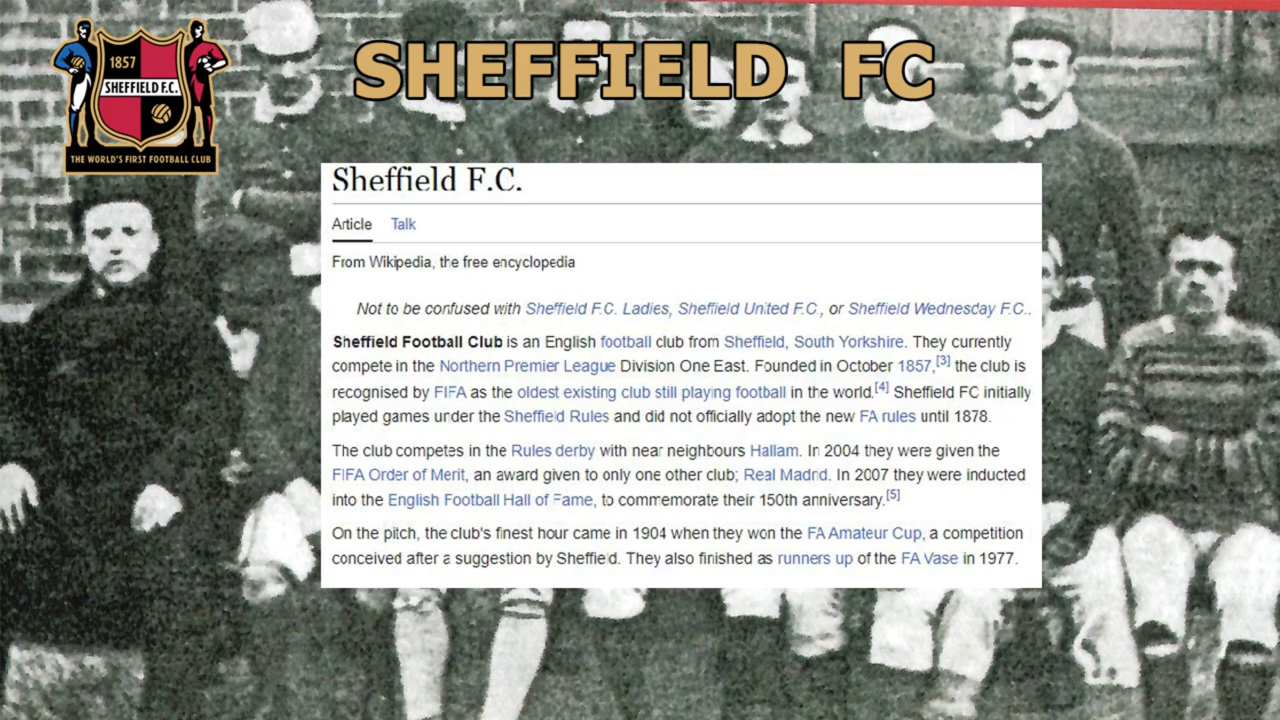 1857
SHEFFIELD F.C.
THE WORLD'S FIRST FOOTBALL CLUB
SHEFFIELD FC
Sheffield F.C.
Article Talk
From Wikipedia, the free encyclopedia
Not to be confused with Sheffield F.C. Ladies, Sheffield United F.C., or Sheffield Wednesday F.C..
Sheffield Football Club is an English football club from Sheffield, South Yorkshire. They currently
compete in the Northern Premier League Division One East. Founded in October 1857,[3] the club is
recognised by FIFA as the oldest existing club still playing football in the world.[4] Sheffield FC initially
played games under the Sheffield Rules and did not officially adopt the new FA rules until 1878.
The club competes in the Rules derby with near neighbours Hallam. In 2004 they were given the
FIFA Order of Merit, an award given to only one other club; Real Madrid. In 2007 they were inducted
into the English Football Hall of Fame, to commemorate their 150th anniversary.[5]
On the pitch, the club's finest hour came in 1904 when they won the FA Amateur Cup, a competition
conceived after a suggestion by Sheffield. They also finished as runners up of the FA Vase in 1977.